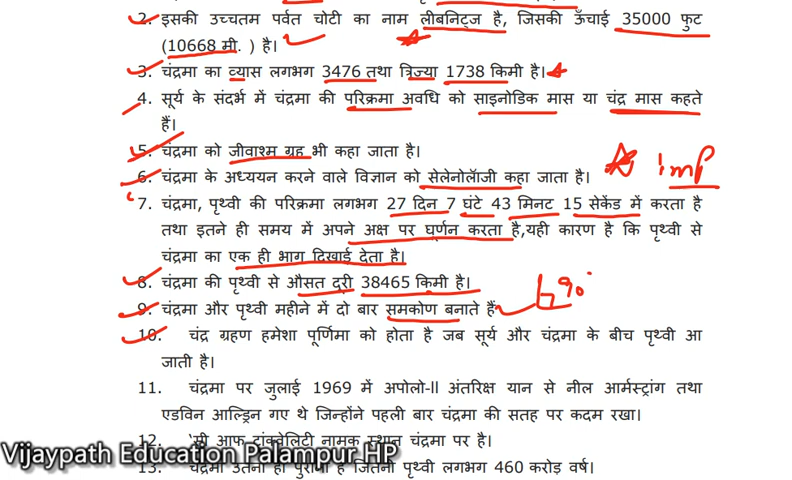 2. इसकी उच्चतम पर्वत चोटी का नाम लीबनिट्ज है, जिसकी ऊँचाई 35000 फुट
(10668 मी. ) है।
3. चंद्रमा का व्यास लगभग 3476 तथा त्रिज्या 1738 किमी है।
4. सूर्य के संदर्भ में चंद्रमा की परिक्रमा अवधि को साइनोडिक मास या चंद्र मास कहते
हैं।
5. चंद्रमा को जीवाश्म ग्रह भी कहा जाता है।
6. चंद्रमा के अध्ययन करने वाले विज्ञान को सेलेनोलॅाजी कहा जाता है।
imp
7. चंद्रमा, पृथ्वी की परिक्रमा लगभग 27 दिन 7 घंटे 43 मिनट 15 सेकेंड में करता है
तथा इतने ही समय में अपने अक्ष पर घूर्णन करता है,यही कारण है कि पृथ्वी से
चंद्रमा का एक ही भाग दिखाई देता है।
8. चंद्रमा की पृथ्वी से औसत दूरी 38465 किमी है।
9. चंद्रमा और पृथ्वी महीने में दो बार समकोण बनाते हैं
90°
10. चंद्र ग्रहण हमेशा पूर्णिमा को होता है जब सूर्य और चंद्रमा के बीच पृथ्वी आ
जाती है।
11. चंद्रमा पर जुलाई 1969 में अपोलो-II अंतरिक्ष यान से नील आर्मस्ट्रांग तथा
एडविन आल्ड्रिन गए थे जिन्होंने पहली बार चंद्रमा की सतह पर कदम रखा।
12. 'सी आफ ट्रांक्वेलिटी नामक स्थान चंद्रमा पर है।
Vijaypath Education Palampur HP
13. चंद्रमा उतना ही पुराना है जितनी पृथ्वी लगभग 460 करोड़ वर्ष।